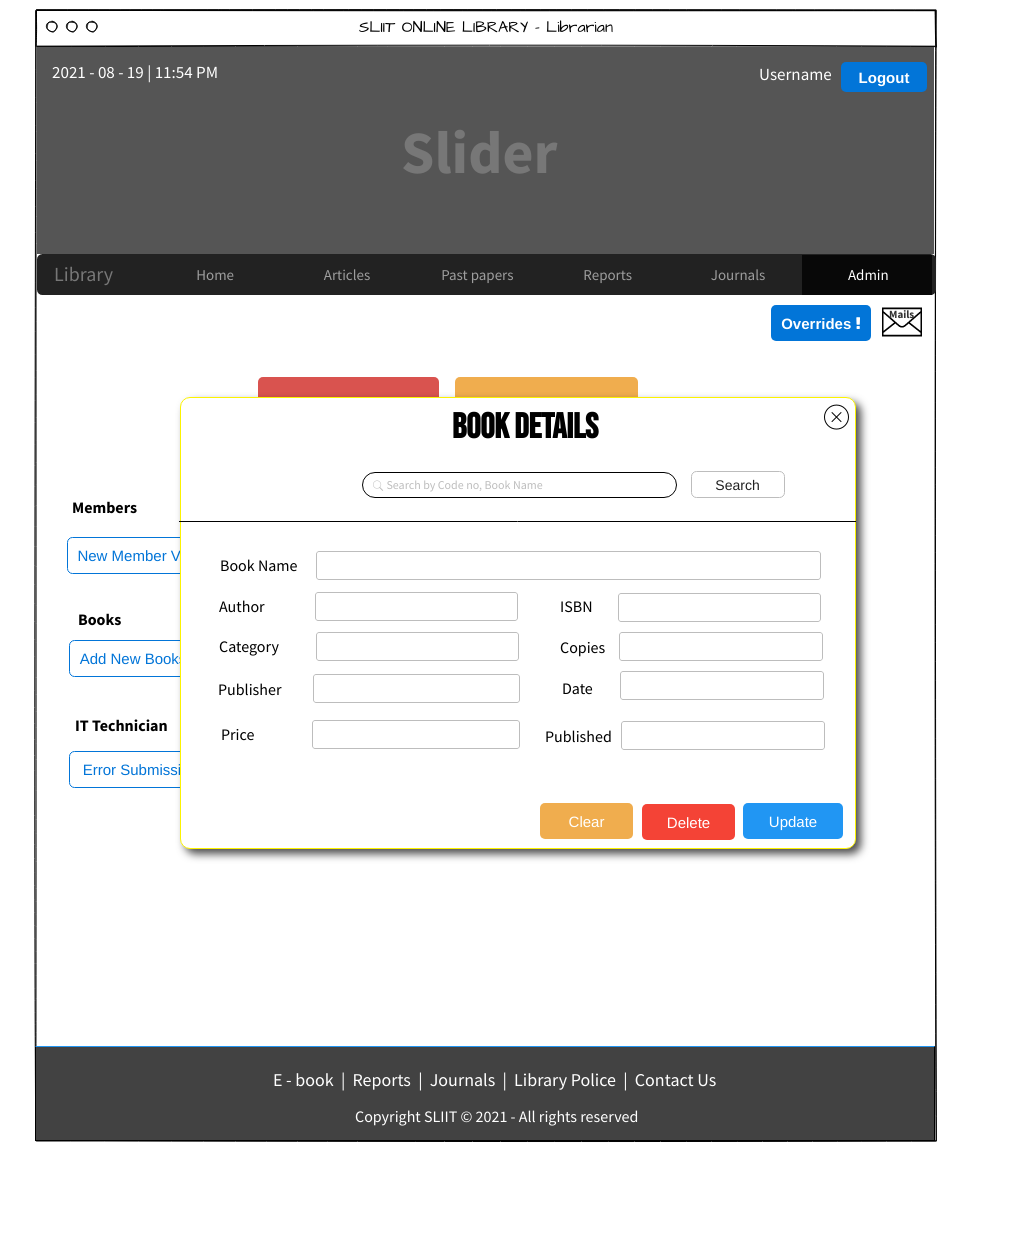 SLIIT ONLINE LIBRARY - Librarian
2021 - 08 - 19 | 11:54 PM
Username
Logout
Slider
Library Home Articles Past papers Reports Journals Admin
Overrides !
Mails
BOOK DETAILS
Search by Code no, Book Name
Search
Members
New Member V
Book Name
Author
ISBN
Books
Category
Copies
Add New Books
Publisher
Date
IT Technician
Price
Published
Error Submissi
Clear
Delete
Update
E - book | Reports | Journals | Library Police | Contact Us
Copyright SLIIT © 2021 - All rights reserved